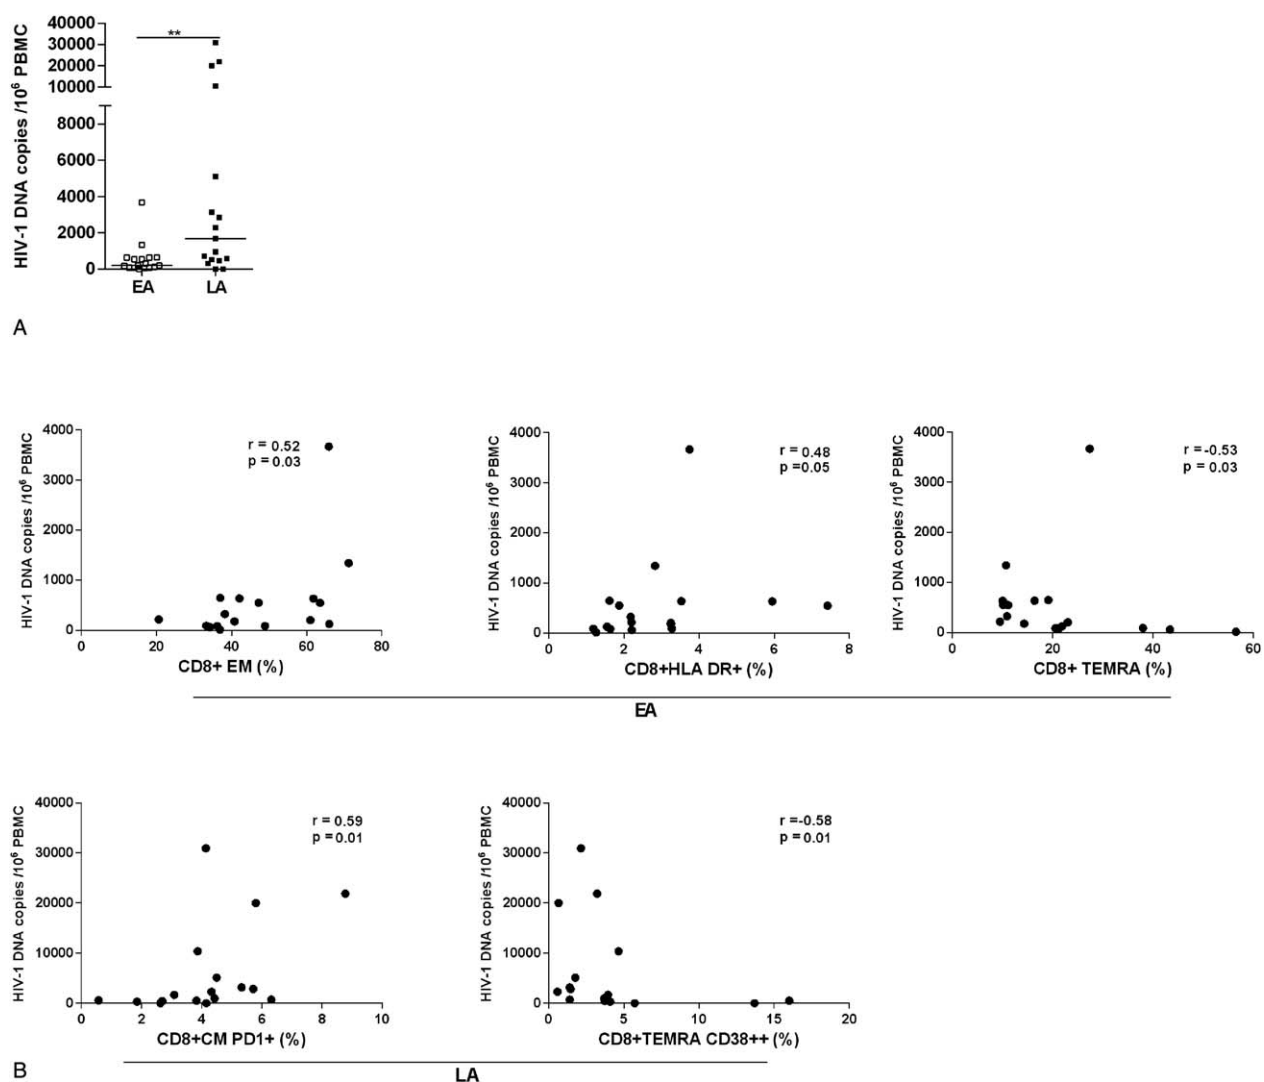 HIV-1 DNA copies /10⁶ PBMC
40000
30000
20000
10000
8000
6000
4000
2000
0
**
EA
LA
A
HIV-1 DNA copies /10⁶ PBMC
4000
3000
2000
1000
0
r = 0.52
p = 0.03
0 20 40 60 80
CD8+ EM (%)
HIV-1 DNA copies /10⁶ PBMC
4000
3000
2000
1000
0
r = 0.48
p =0.05
0 2 4 6 8
CD8+HLA DR+ (%)
HIV-1 DNA copies /10⁶ PBMC
4000
3000
2000
1000
0
r =-0.53
p = 0.03
0 20 40 60
CD8+ TEMRA (%)
EA
HIV-1 DNA copies /10⁶ PBMC
40000
30000
20000
10000
0
r = 0.59
p =0.01
0 2 4 6 8 10
CD8+CM PD1+ (%)
HIV-1 DNA copies /10⁶ PBMC
40000
30000
20000
10000
0
r =-0.58
p = 0.01
0 5 10 15 20
CD8+TEMRA CD38++ (%)
B
LA